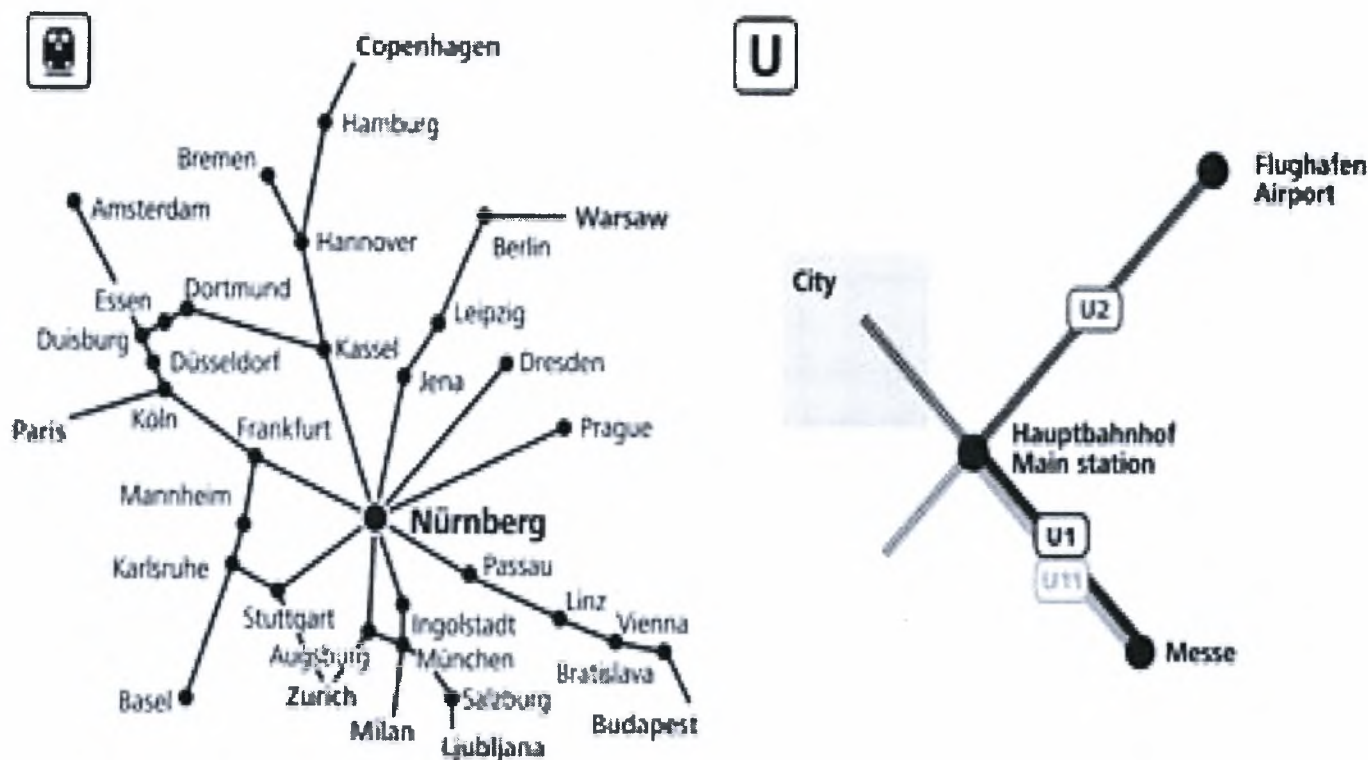 Copenhagen
Hamburg
Bremen
Amsterdam
Hannover
Warsaw
Berlin
Dortmund
Essen
Leipzig
Duisburg
Kassel
Düsseldorf
Jena
Dresden
Paris
Köln
Frankfurt
Prague
Mannheim
Nürnberg
Karlsruhe
Passau
Stuttgart
Ingolstadt
Linz
Vienna
Augsburg
München
Bratislava
Basel
Zurich
Salzburg
Milan
Ljubljana
Budapest
U
Flughafen
Airport
City
U2
Hauptbahnhof
Main station
U1
U11
Messe